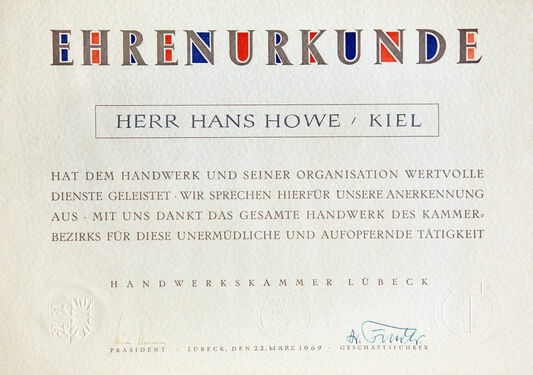 EHRENURKUNDE
HERR HANS HOWE / KIEL
HAT DEM HANDWERK UND SEINER ORGANISATION WERTVOLLE
DIENSTE GELEISTET · WIR SPRECHEN HIERFÜR UNSERE ANERKENNUNG
AUS · MIT UNS DANKT DAS GESAMTE HANDWERK DES KAMMER=
BEZIRKS FÜR DIESE UNERMÜDLICHE UND AUFOPFERNDE TÄTIGKEIT
HANDWERKSKAMMER LÜBECK
PRÄSIDENT · LÜBECK, DEN 22. MÄRZ 1969 · GESCHÄFTSFÜHRER